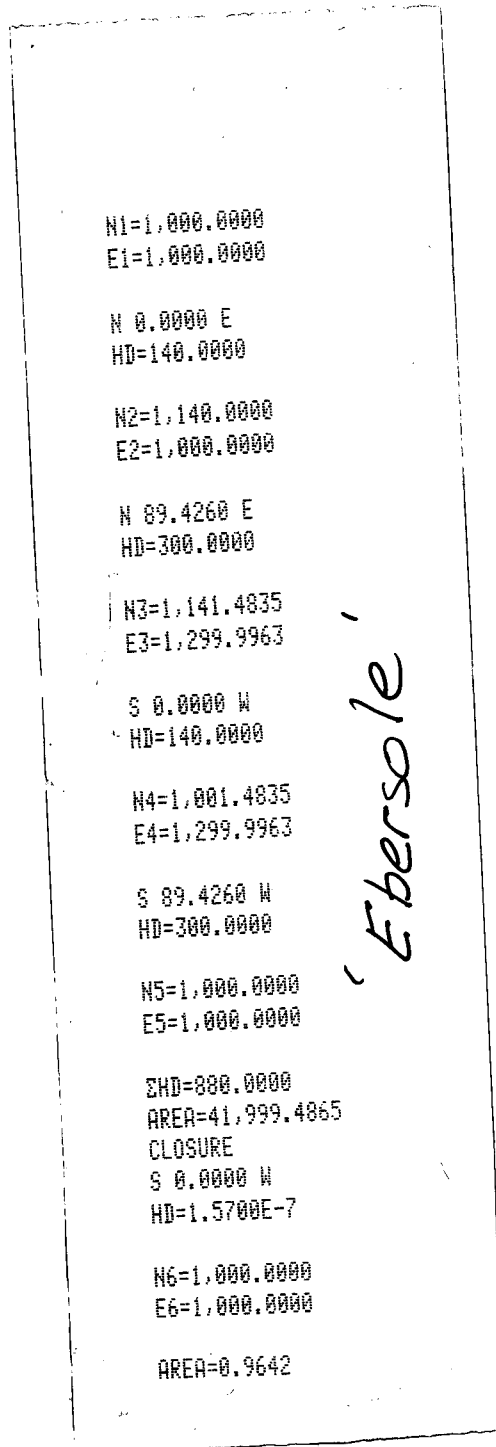 N1=1,000.0000
E1=1,000.0000
N 0.0000 E
HD=140.0000
N2=1,140.0000
E2=1,000.0000
N 89.4260 E
HD=300.0000
N3=1,141.4835
E3=1,299.9963
S 0.0000 W
HD=140.0000
N4=1,001.4835
E4=1,299.9963
S 89.4260 W
HD=300.0000
N5=1,000.0000
E5=1,000.0000
ΣHD=880.0000
AREA=41,999.4865
CLOSURE
S 0.0000 W
HD=1.5700E-7
N6=1,000.0000
E6=1,000.0000
AREA=0.9642
'Ebersole'